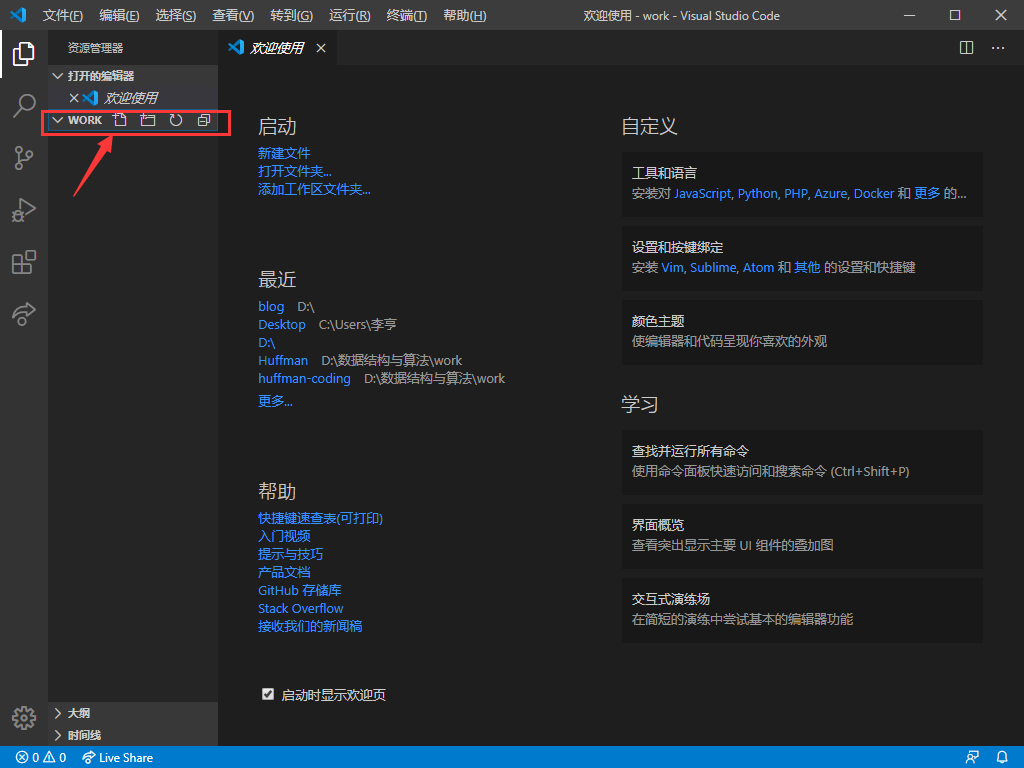 文件(F) 编辑(E) 选择(S) 查看(V) 转到(G) 运行(R) 终端(T) 帮助(H) 欢迎使用 - work - Visual Studio Code
资源管理器
打开的编辑器
欢迎使用
WORK
大纲
时间线
欢迎使用
启动
新建文件
打开文件夹...
添加工作区文件夹...
最近
blog D:\
Desktop C:\Users\李亨
D:\
Huffman D:\数据结构与算法\work
huffman-coding D:\数据结构与算法\work
更多...
帮助
快捷键速查表(可打印)
入门视频
提示与技巧
产品文档
GitHub 存储库
Stack Overflow
接收我们的新闻稿
启动时显示欢迎页
自定义
工具和语言
安装对 JavaScript, Python, PHP, Azure, Docker 和 更多 的...
设置和按键绑定
安装 Vim, Sublime, Atom 和 其他 的设置和快捷键
颜色主题
使编辑器和代码呈现你喜欢的外观
学习
查找并运行所有命令
使用命令面板快速访问和搜索命令 (Ctrl+Shift+P)
界面概览
查看突出显示主要 UI 组件的叠加图
交互式演练场
在简短的演练中尝试基本的编辑器功能
0 0 Live Share